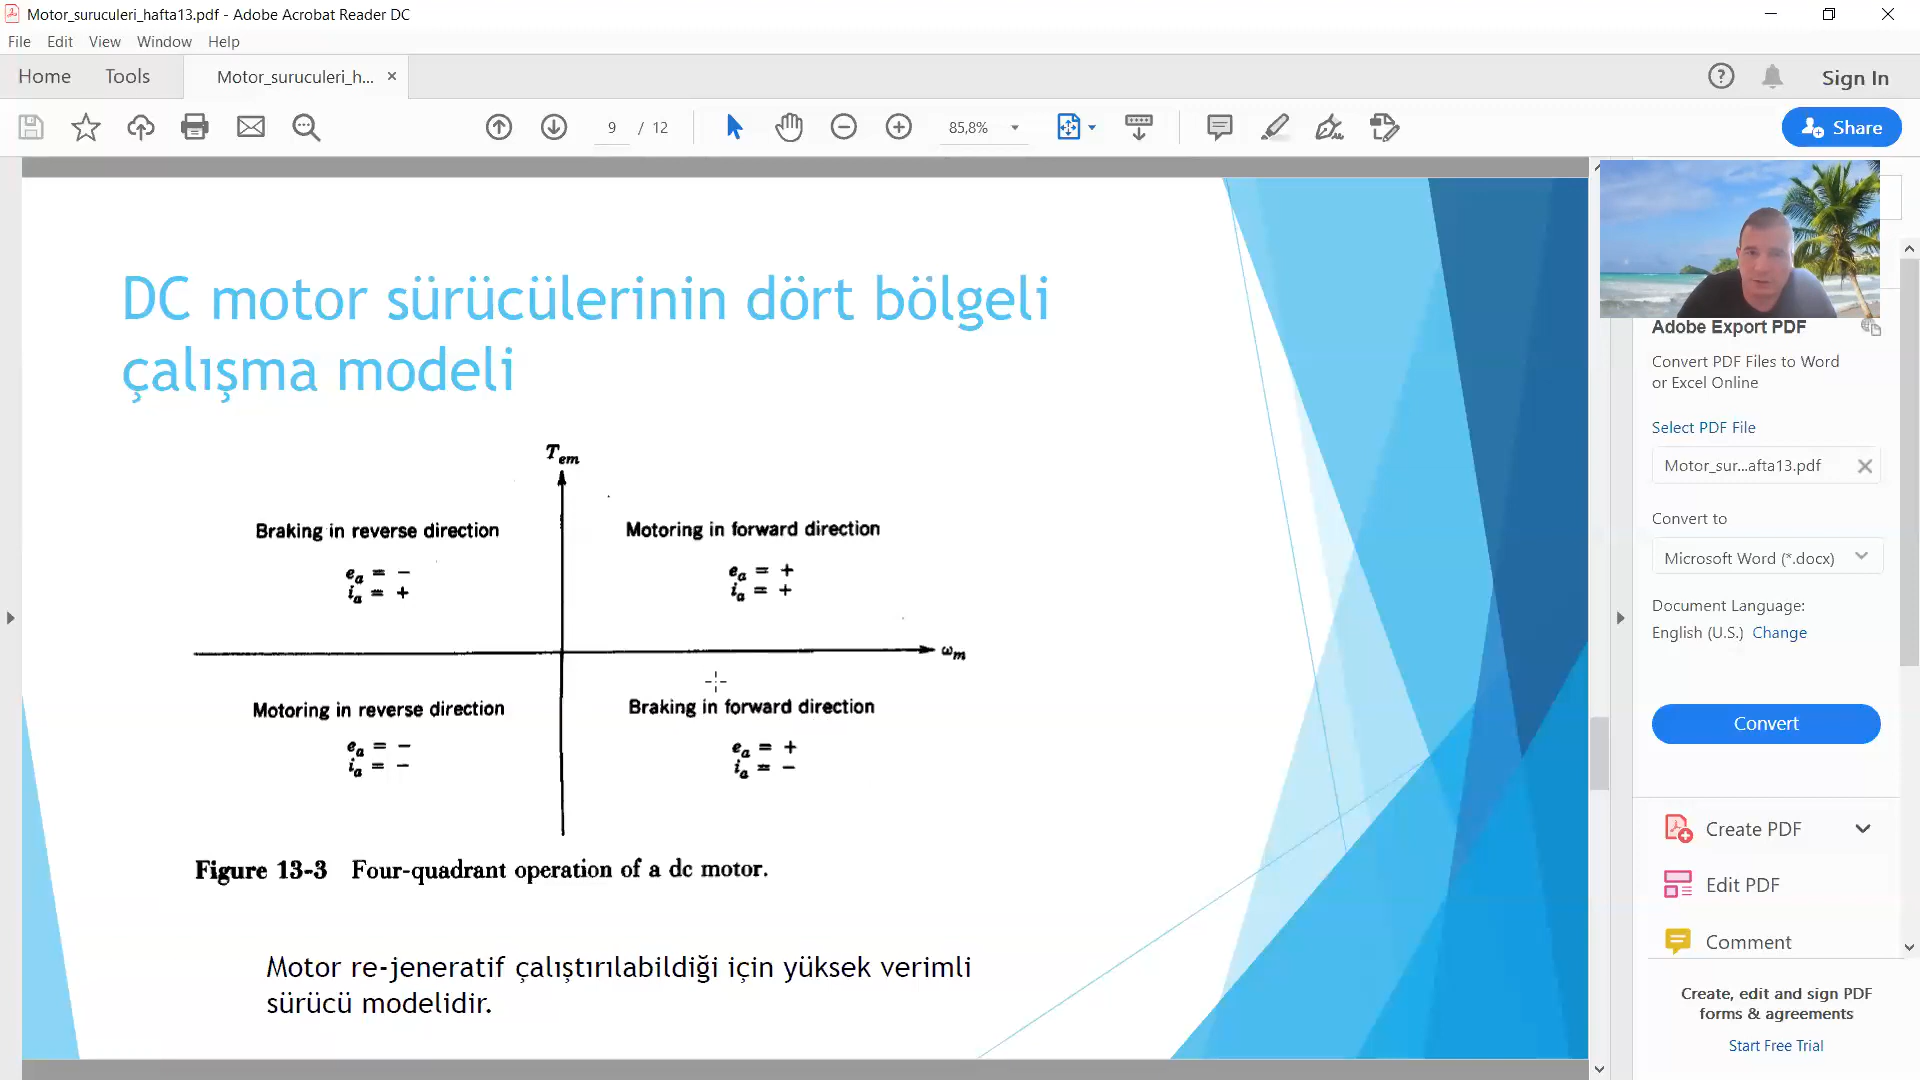 Motor_suruculeri_hafta13.pdf - Adobe Acrobat Reader DC
File Edit View Window Help
Home Tools Motor_suruculeri_h... ×
Sign In
9 / 12
85,8%
Share
DC motor sürücülerinin dört bölgeli
çalışma modeli
Tem
Braking in reverse direction
ea = −
ia = +
Motoring in forward direction
ea = +
ia = +
ωm
Motoring in reverse direction
ea = −
ia = −
Braking in forward direction
ea = +
ia = −
Figure 13-3 Four-quadrant operation of a dc motor.
Motor re-jeneratif çalıştırılabildiği için yüksek verimli
sürücü modelidir.
Adobe Export PDF
Convert PDF Files to Word
or Excel Online
Select PDF File
Motor_sur...afta13.pdf
Convert to
Microsoft Word (*.docx)
Document Language:
English (U.S.) Change
Convert
Create PDF
Edit PDF
Comment
Create, edit and sign PDF
forms & agreements
Start Free Trial